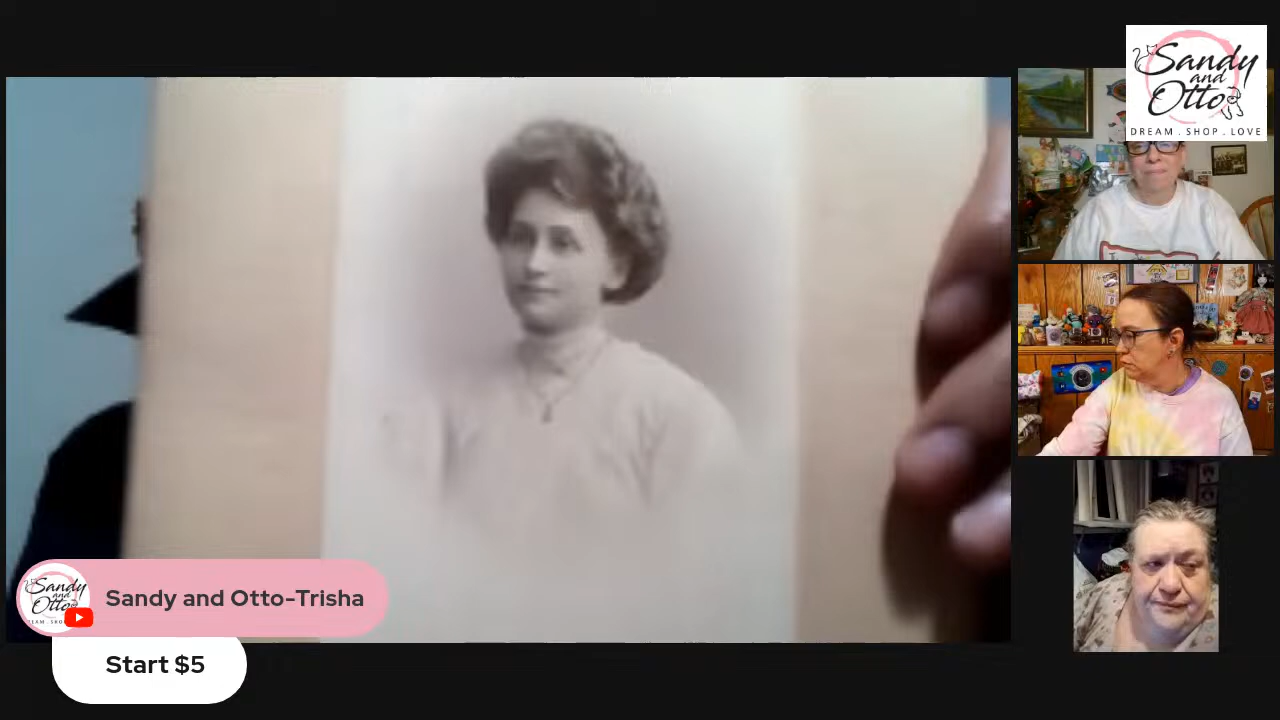 Sandy
and
Otto
DREAM . SHOP . LOVE
Sandy and Otto-Trisha
Start $5